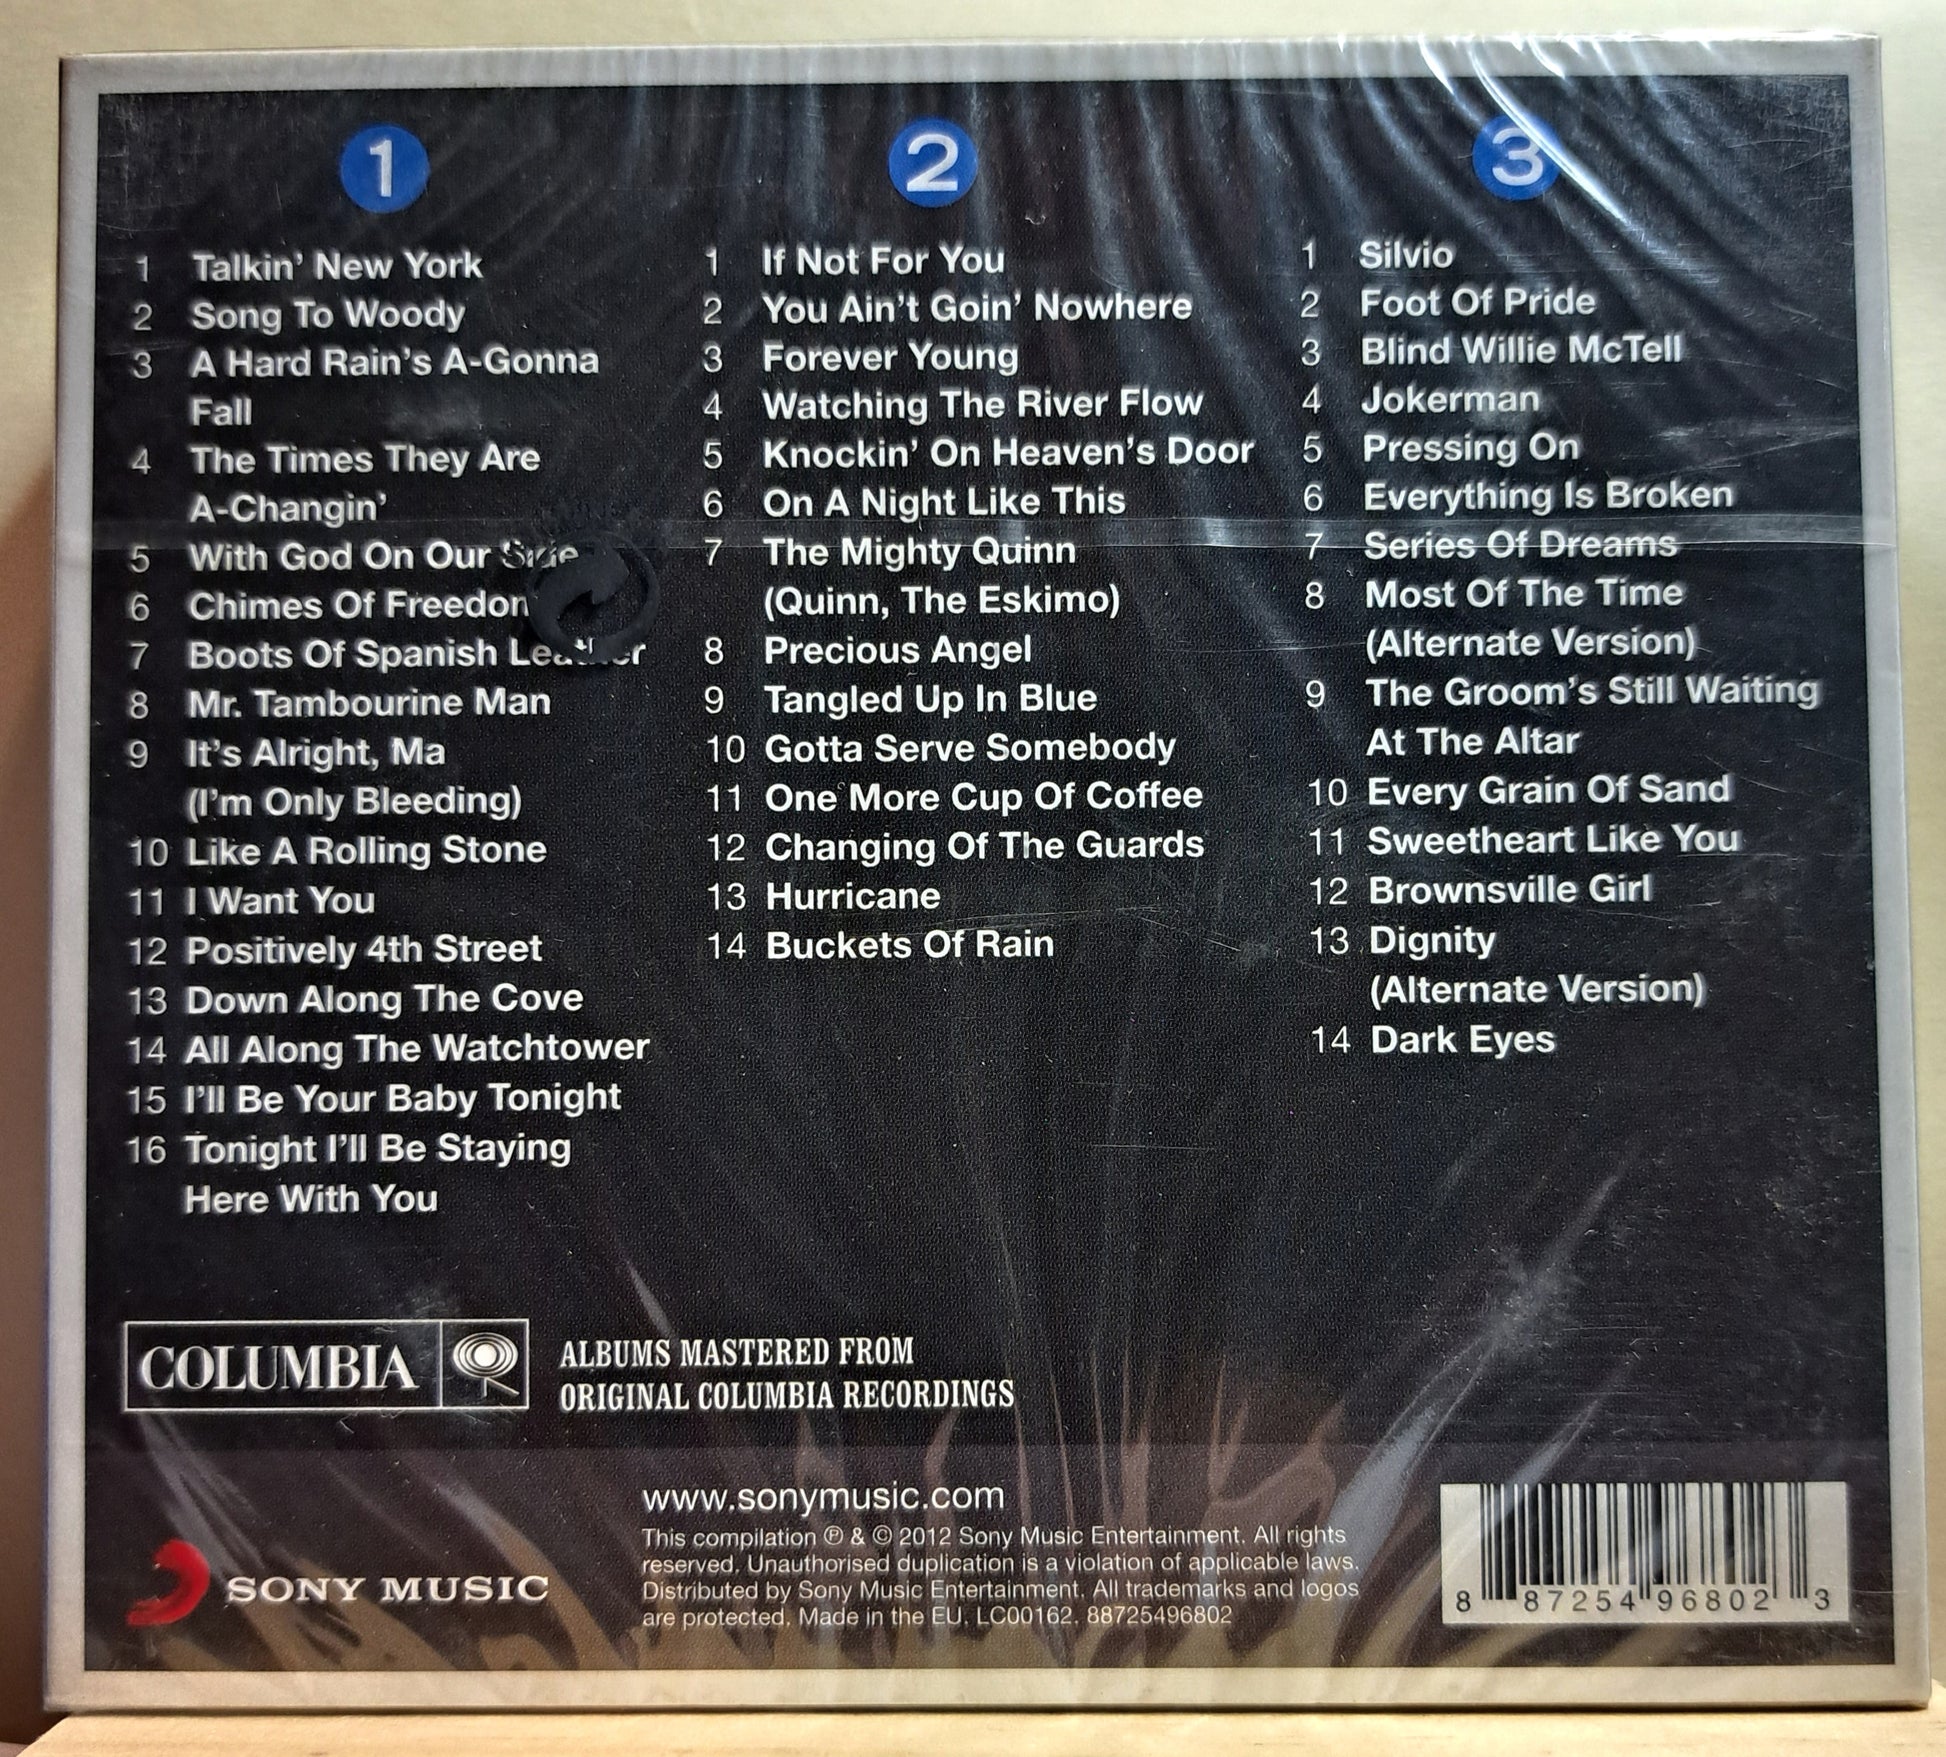 1
1 Talkin' New York
2 Song To Woody
3 A Hard Rain's A-Gonna
Fall
4 The Times They Are
A-Changin'
5 With God On Our Side
6 Chimes Of Freedom
7 Boots Of Spanish Leather
8 Mr. Tambourine Man
9 It's Alright, Ma
(I'm Only Bleeding)
10 Like A Rolling Stone
11 I Want You
12 Positively 4th Street
13 Down Along The Cove
14 All Along The Watchtower
15 I'll Be Your Baby Tonight
16 Tonight I'll Be Staying
Here With You
2
1 If Not For You
2 You Ain't Goin' Nowhere
3 Forever Young
4 Watching The River Flow
5 Knockin' On Heaven's Door
6 On A Night Like This
7 The Mighty Quinn
(Quinn, The Eskimo)
8 Precious Angel
9 Tangled Up In Blue
10 Gotta Serve Somebody
11 One More Cup Of Coffee
12 Changing Of The Guards
13 Hurricane
14 Buckets Of Rain
3
1 Silvio
2 Foot Of Pride
3 Blind Willie McTell
4 Jokerman
5 Pressing On
6 Everything Is Broken
7 Series Of Dreams
8 Most Of The Time
(Alternate Version)
9 The Groom's Still Waiting
At The Altar
10 Every Grain Of Sand
11 Sweetheart Like You
12 Brownsville Girl
13 Dignity
(Alternate Version)
14 Dark Eyes
COLUMBIA
ALBUMS MASTERED FROM
ORIGINAL COLUMBIA RECORDINGS
SONY MUSIC
www.sonymusic.com
This compilation ℗ & © 2012 Sony Music Entertainment. All rights
reserved. Unauthorised duplication is a violation of applicable laws.
Distributed by Sony Music Entertainment. All trademarks and logos
are protected. Made in the EU. LC00162. 88725496802
8 87254 96802 3